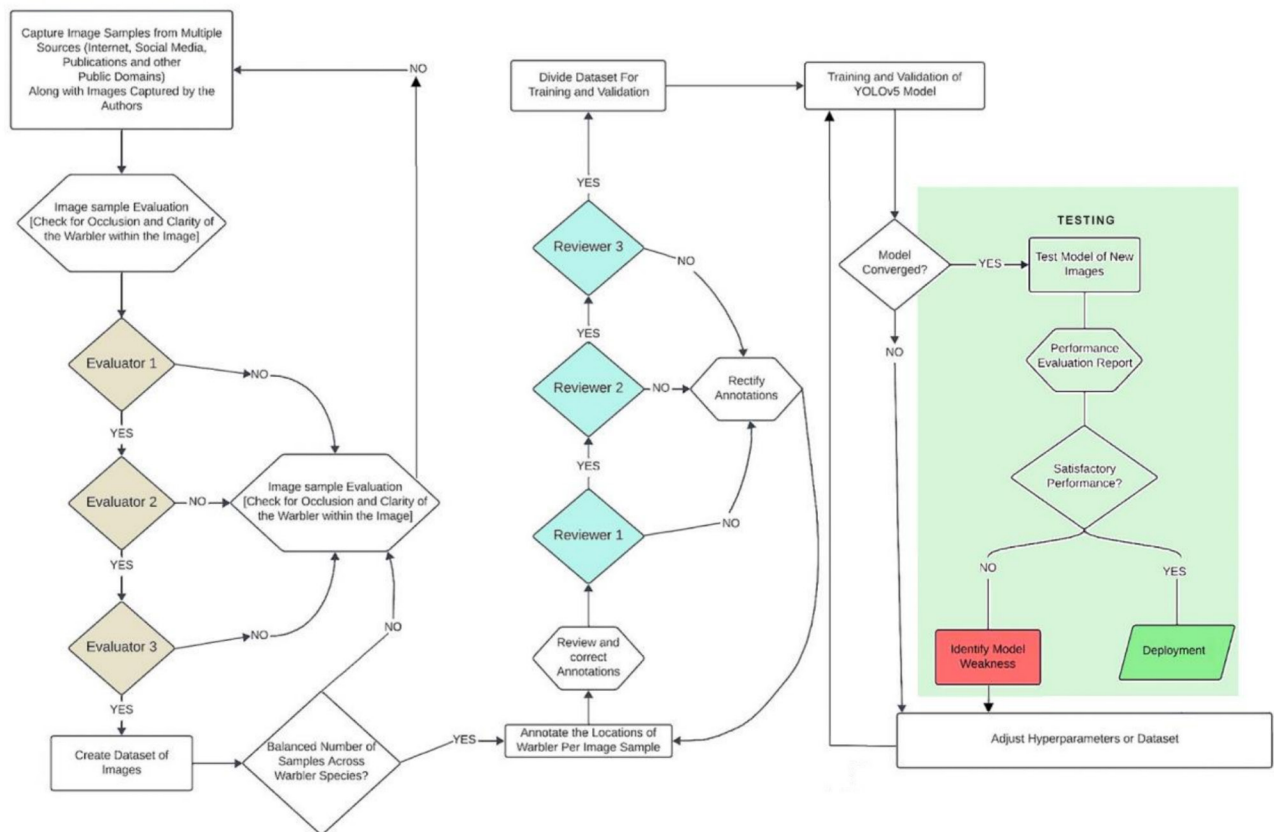 Capture Image Samples from Multiple
Sources (Internet, Social Media,
Publications and other
Public Domains)
Along with Images Captured by the
Authors
NO
Image sample Evaluation
[Check for Occlusion and Clarity of
the Warbler within the Image]
Evaluator 1
NO
YES
Evaluator 2
NO
Image sample Evaluation
[Check for Occlusion and Clarity of
the Warbler within the Image]
YES
Evaluator 3
NO
NO
YES
Create Dataset of
Images
Balanced Number of
Samples Across
Warbler Species?
YES
Annotate the Locations of
Warbler Per Image Sample
Review and
correct
Annotations
Reviewer 1
NO
YES
Reviewer 2
NO
Rectify
Annotations
YES
Reviewer 3
NO
YES
Divide Dataset For
Training and Validation
Training and Validation of
YOLOv5 Model
Model
Converged?
YES
NO
TESTING
Test Model of New
Images
Performance
Evaluation Report
Satisfactory
Performance?
NO
YES
Identify Model
Weakness
Deployment
Adjust Hyperparameters or Dataset